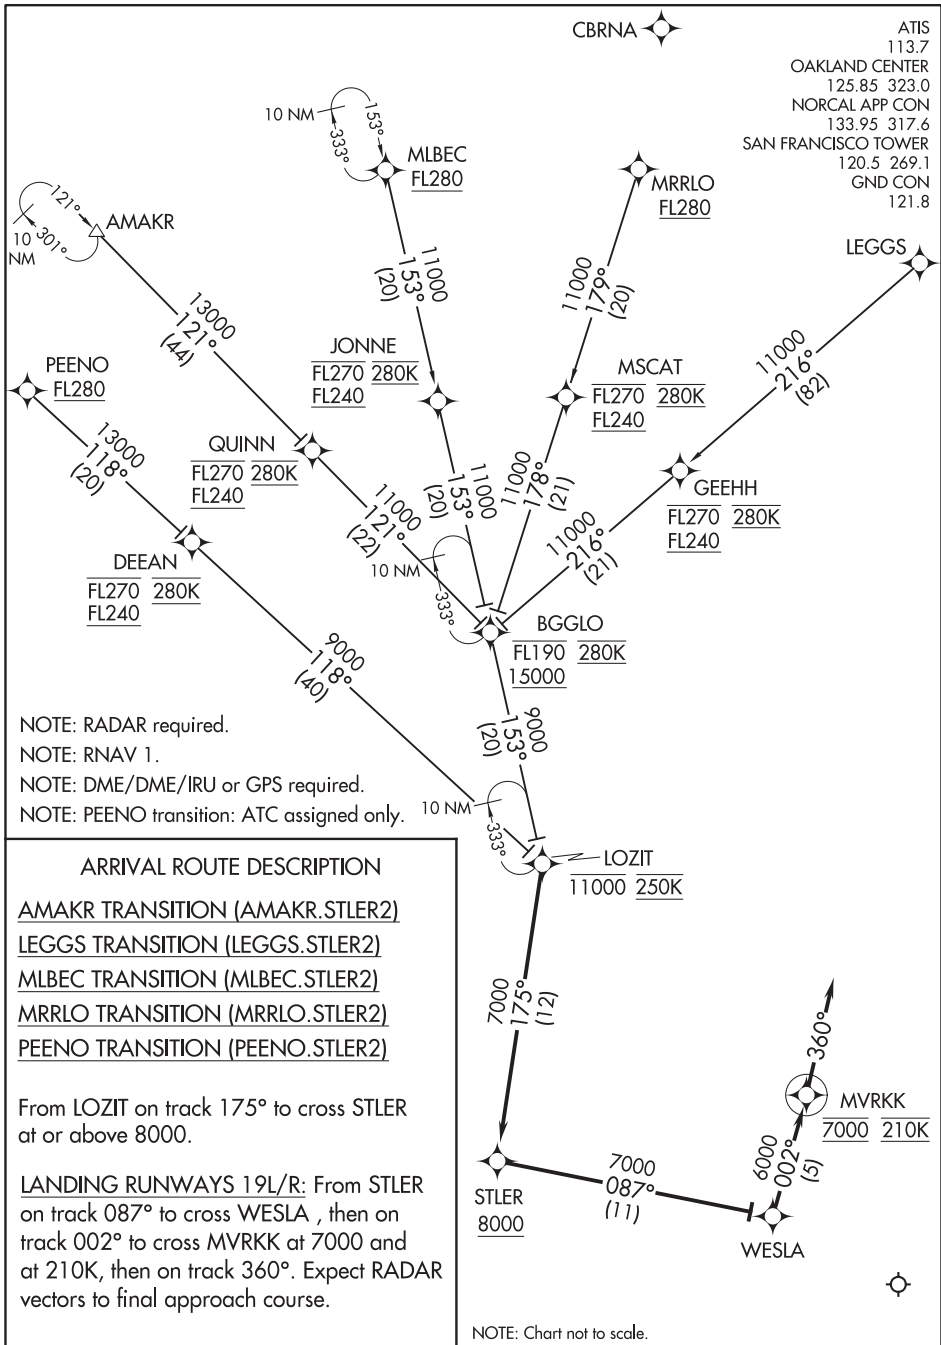 CBRNA
ATIS
113.7
OAKLAND CENTER
125.85 323.0
NORCAL APP CON
133.95 317.6
SAN FRANCISCO TOWER
120.5 269.1
GND CON
121.8
10 NM
153°
333°
MLBEC
FL280
MRRLO
FL280
121°
301°
10
NM
AMAKR
LEGGS
11000
153°
(20)
11000
179°
(20)
13000
121°
(44)
11000
216°
(82)
PEENO
FL280
JONNE
FL270 280K
FL240
MSCAT
FL270 280K
FL240
13000
118°
(20)
QUINN
FL270 280K
FL240
11000
153°
(20)
11000
178°
(21)
GEEHH
FL270 280K
FL240
11000
121°
(22)
11000
216°
(21)
DEEAN
FL270 280K
FL240
10 NM
333°
BGGLO
FL190 280K
15000
9000
118°
(40)
9000
153°
(20)
NOTE: RADAR required.
NOTE: RNAV 1.
NOTE: DME/DME/IRU or GPS required.
NOTE: PEENO transition: ATC assigned only.
10 NM
333°
LOZIT
11000 250K
ARRIVAL ROUTE DESCRIPTION
AMAKR TRANSITION (AMAKR.STLER2)
LEGGS TRANSITION (LEGGS.STLER2)
MLBEC TRANSITION (MLBEC.STLER2)
MRRLO TRANSITION (MRRLO.STLER2)
PEENO TRANSITION (PEENO.STLER2)
From LOZIT on track 175° to cross STLER
at or above 8000.
LANDING RUNWAYS 19L/R: From STLER
on track 087° to cross WESLA , then on
track 002° to cross MVRKK at 7000 and
at 210K, then on track 360°. Expect RADAR
vectors to final approach course.
7000
175°
(12)
360°
MVRKK
7000 210K
6000
002°
(5)
STLER
8000
7000
087°
(11)
WESLA
NOTE: Chart not to scale.